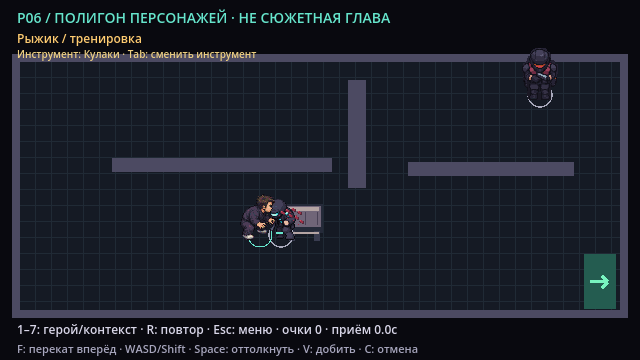 P06 / ПОЛИГОН ПЕРСОНАЖЕЙ · НЕ СЮЖЕТНАЯ ГЛАВА
Рыжик / тренировка
Инструмент: Кулаки · Tab: сменить инструмент
1–7: герой/контекст · R: повтор · Esc: меню · очки 0 · приём 0.0с
F: перекат вперёд · WASD/Shift · Space: оттолкнуть · V: добить · C: отмена